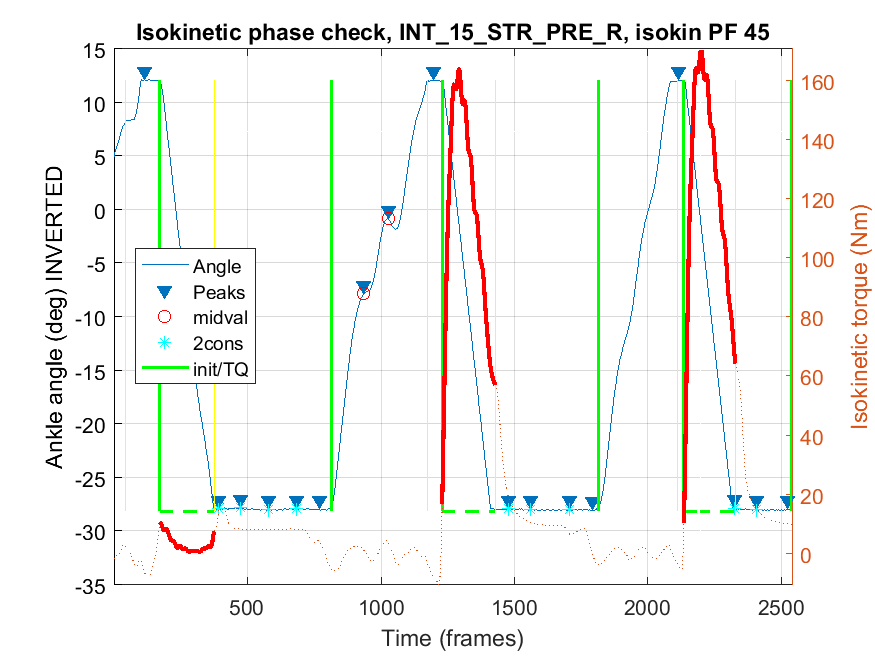 Isokinetic phase check, INT_15_STR_PRE_R, isokin PF 45
15
10
5
0
-5
-10
-15
-20
-25
-30
-35
Ankle angle (deg) INVERTED
Angle
Peaks
midval
2cons
init/TQ
160
140
120
100
80
60
40
20
0
Isokinetic torque (Nm)
500
1000
1500
2000
2500
Time (frames)